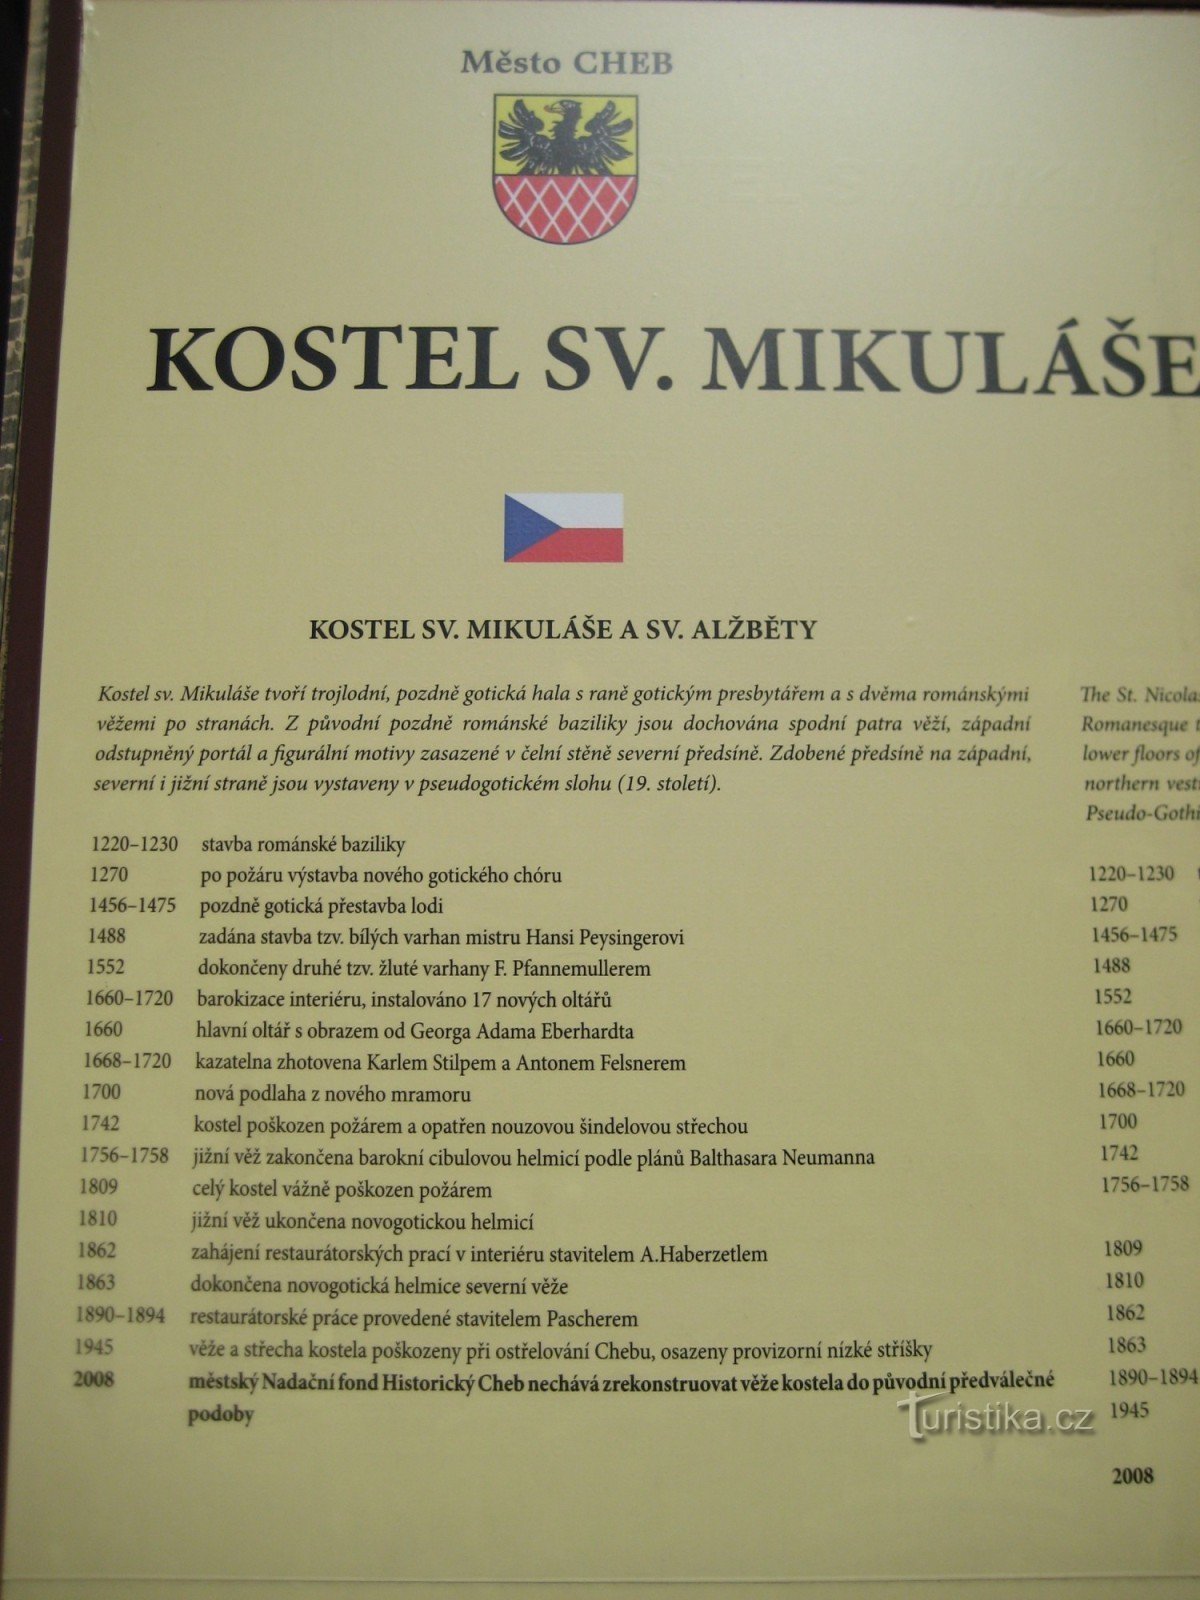 Město CHEB
KOSTEL SV. MIKULÁŠE
KOSTEL SV. MIKULÁŠE A SV. ALŽBĚTY
Kostel sv. Mikuláše tvoří trojlodní, pozdně gotická hala s raně gotickým presbytářem a s dvěma románskými
věžemi po stranách. Z původní pozdně románské baziliky jsou dochována spodní patra věží, západní
odstupněný portál a figurální motivy zasazené v čelní stěně severní předsíně. Zdobené předsíně na západní,
severní i jižní straně jsou vystaveny v pseudogotickém slohu (19. století).
1220–1230 stavba románské baziliky
1270 po požáru výstavba nového gotického chóru
1456–1475 pozdně gotická přestavba lodi
1488 zadána stavba tzv. bílých varhan mistru Hansi Peysingerovi
1552 dokončeny druhé tzv. žluté varhany F. Pfannemullerem
1660–1720 barokizace interiéru, instalováno 17 nových oltářů
1660 hlavní oltář s obrazem od Georga Adama Eberhardta
1668–1720 kazatelna zhotovena Karlem Stilpem a Antonem Felsnerem
1700 nová podlaha z nového mramoru
1742 kostel poškozen požárem a opatřen nouzovou šindelovou střechou
1756–1758 jižní věž zakončena barokní cibulovou helmicí podle plánů Balthasara Neumanna
1809 celý kostel vážně poškozen požárem
1810 jižní věž ukončena novogotickou helmicí
1862 zahájení restaurátorských prací v interiéru stavitelem A.Haberzetlem
1863 dokončena novogotická helmice severní věže
1890–1894 restaurátorské práce provedené stavitelem Pascherem
1945 věže a střecha kostela poškozeny při ostřelování Chebu, osazeny provizorní nízké stříšky
2008 městský Nadační fond Historický Cheb nechává zrekonstruovat věže kostela do původní předválečné
podoby
The St. Nicola
Romanesque t
lower floors of
northern vest
Pseudo-Gothi
1220–1230
1270
1456–1475
1488
1552
1660–1720
1660
1668–1720
1700
1742
1756–1758
1809
1810
1862
1863
1890–1894
1945
2008
Turistika.cz